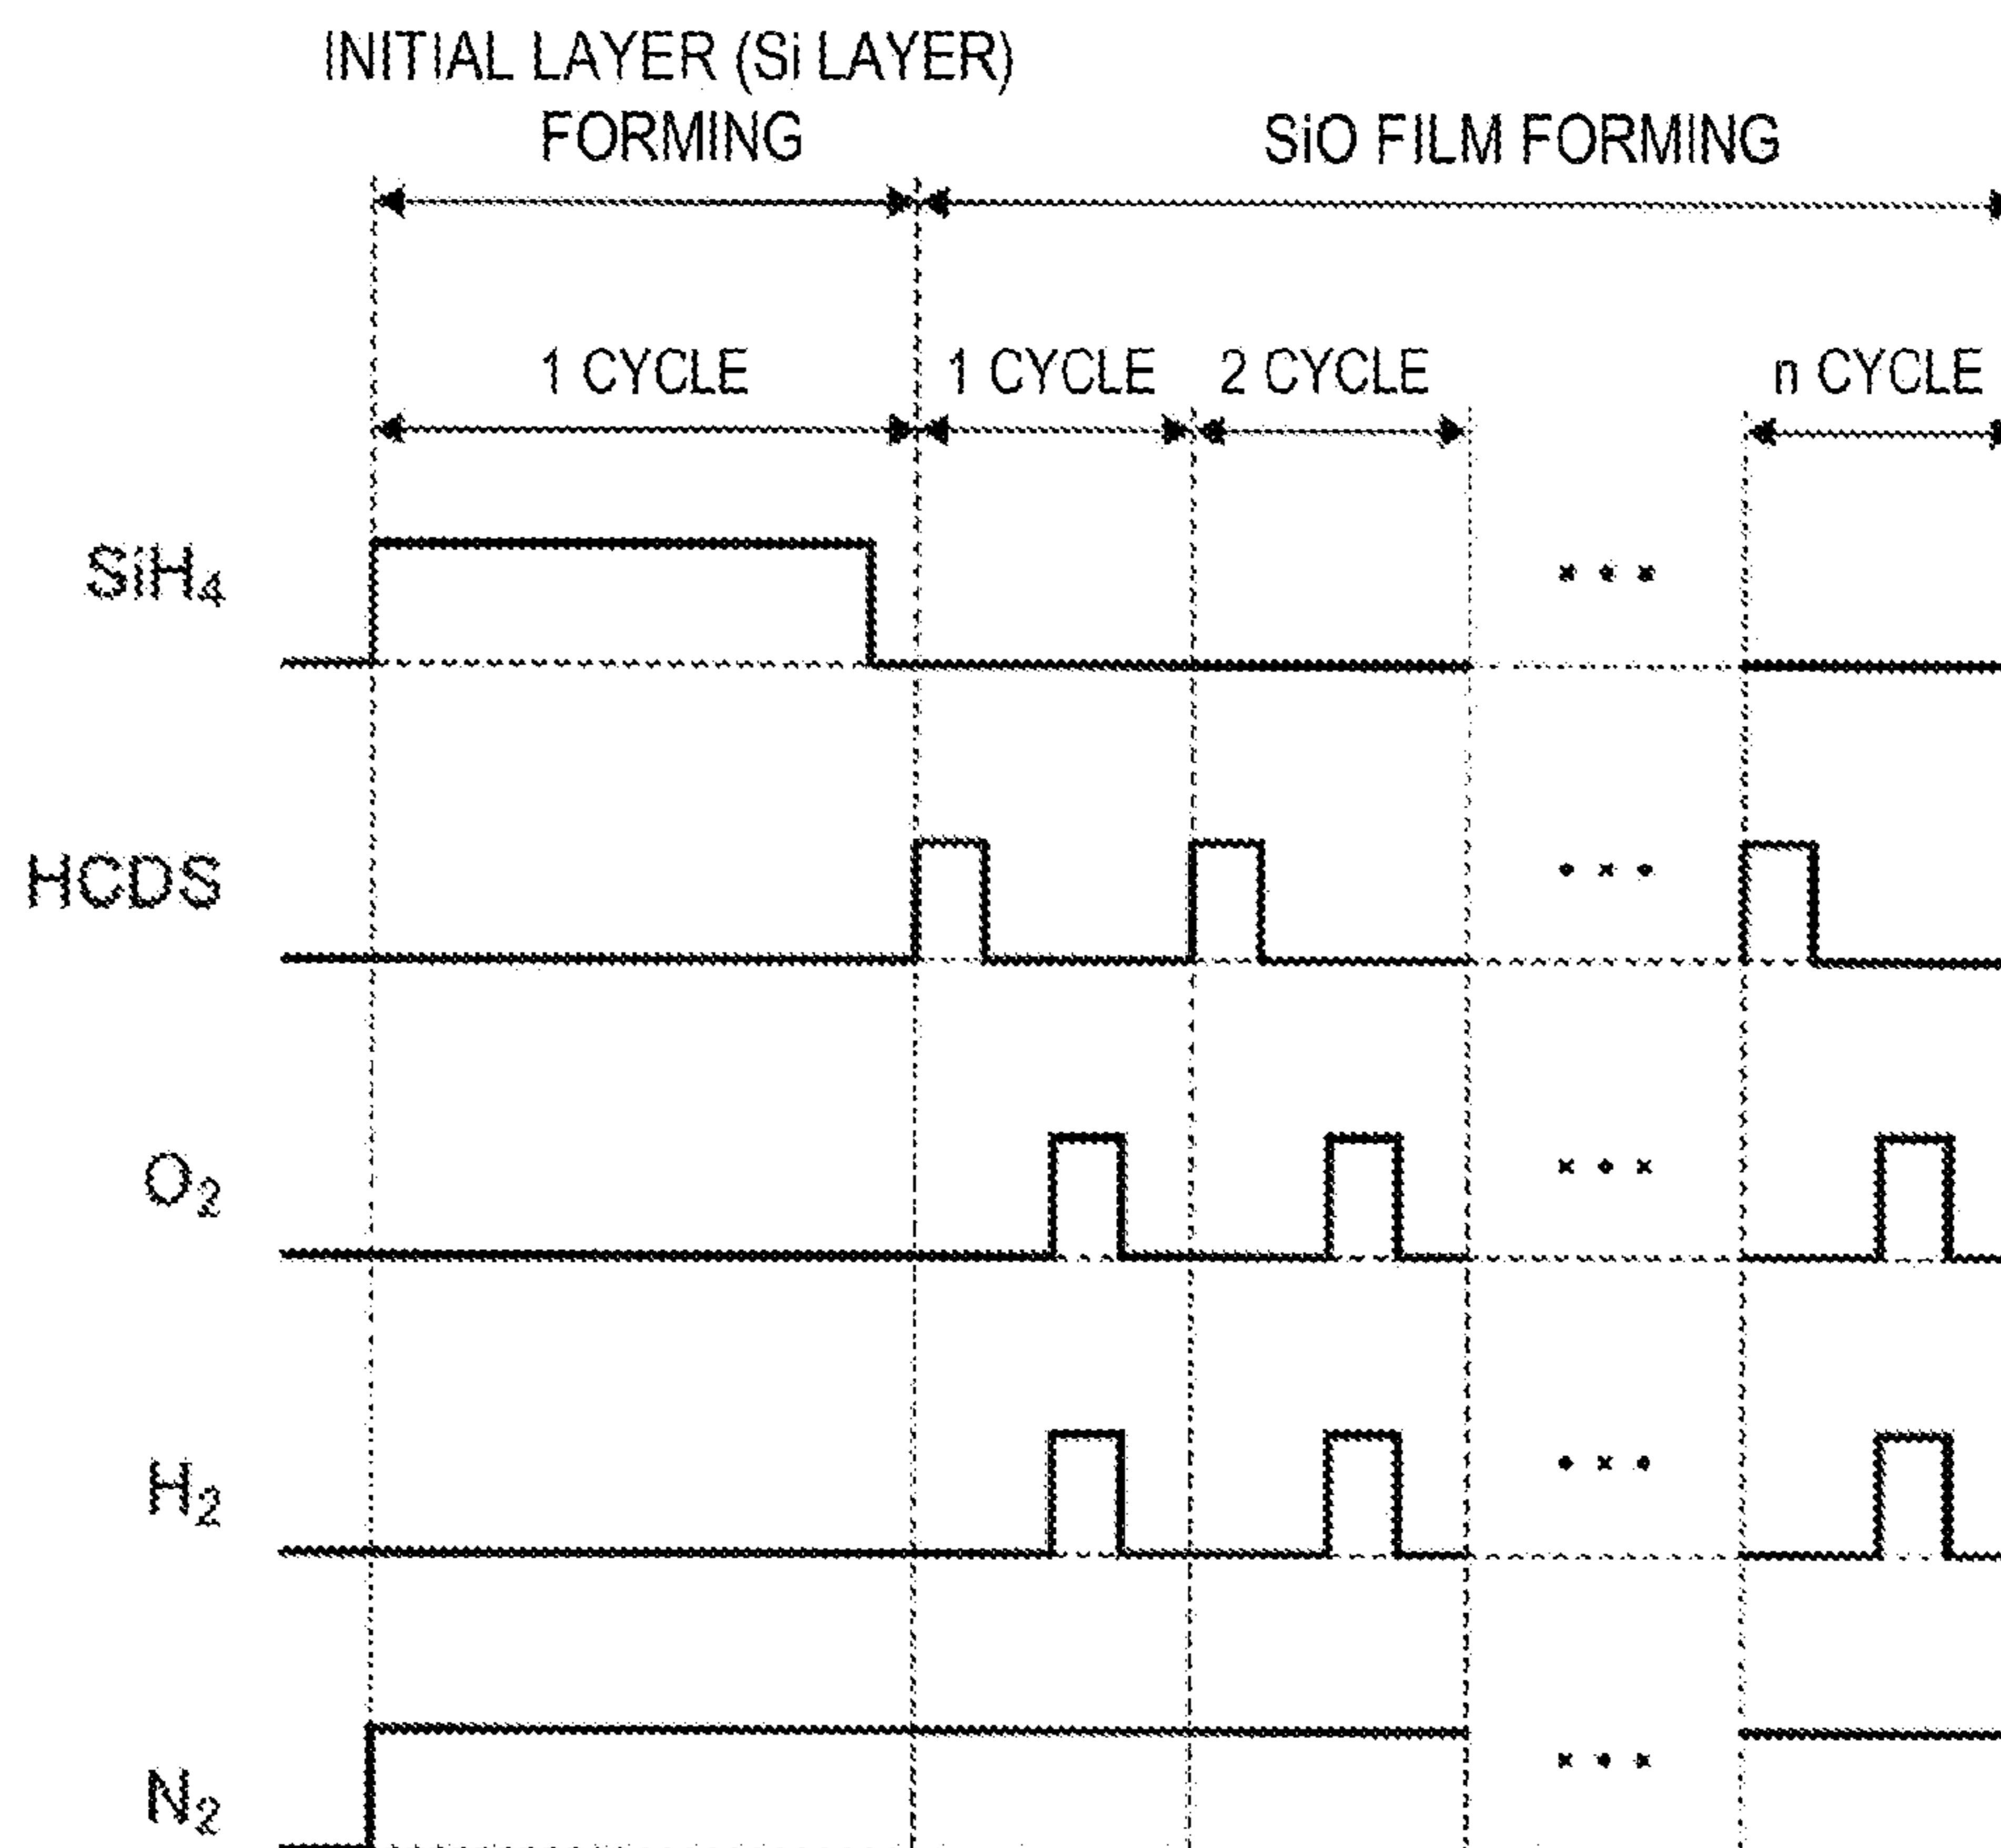 INITIAL LAYER (Si LAYER)
FORMING
SiO FILM FORMING
1 CYCLE
1 CYCLE
2 CYCLE
n CYCLE
SiH₄
HCDS
O₂
H₂
N₂